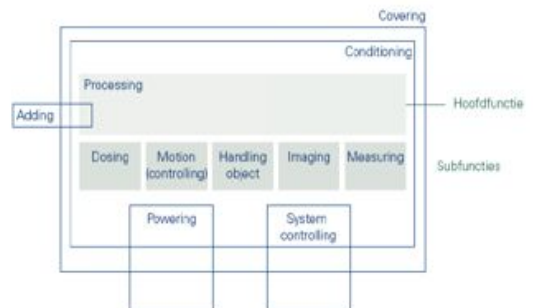 Covering
Conditioning
Processing
Adding
Hoofdfunctie
Dosing
Motion
(controlling)
Handling
object
Imaging
Measuring
Subfuncties
Powering
System
controlling